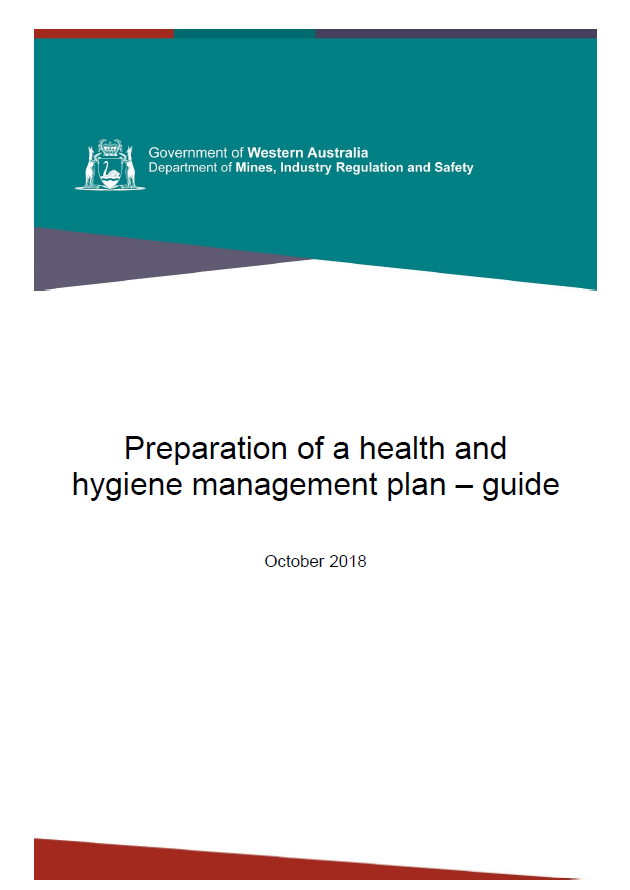 Government of Western Australia
Department of Mines, Industry Regulation and Safety
Preparation of a health and
hygiene management plan – guide
October 2018